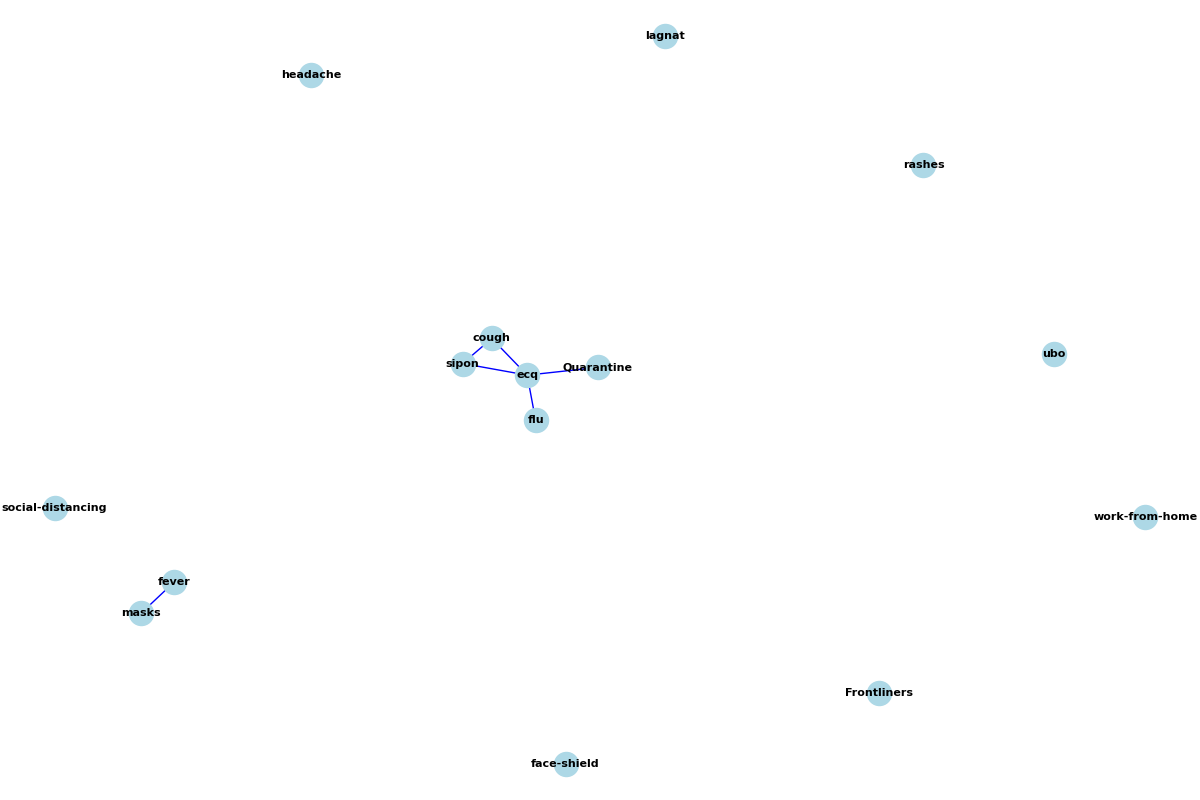 lagnat
headache
rashes
cough
sipon
ecq
Quarantine
ubo
flu
social-distancing
work-from-home
fever
masks
Frontliners
face-shield